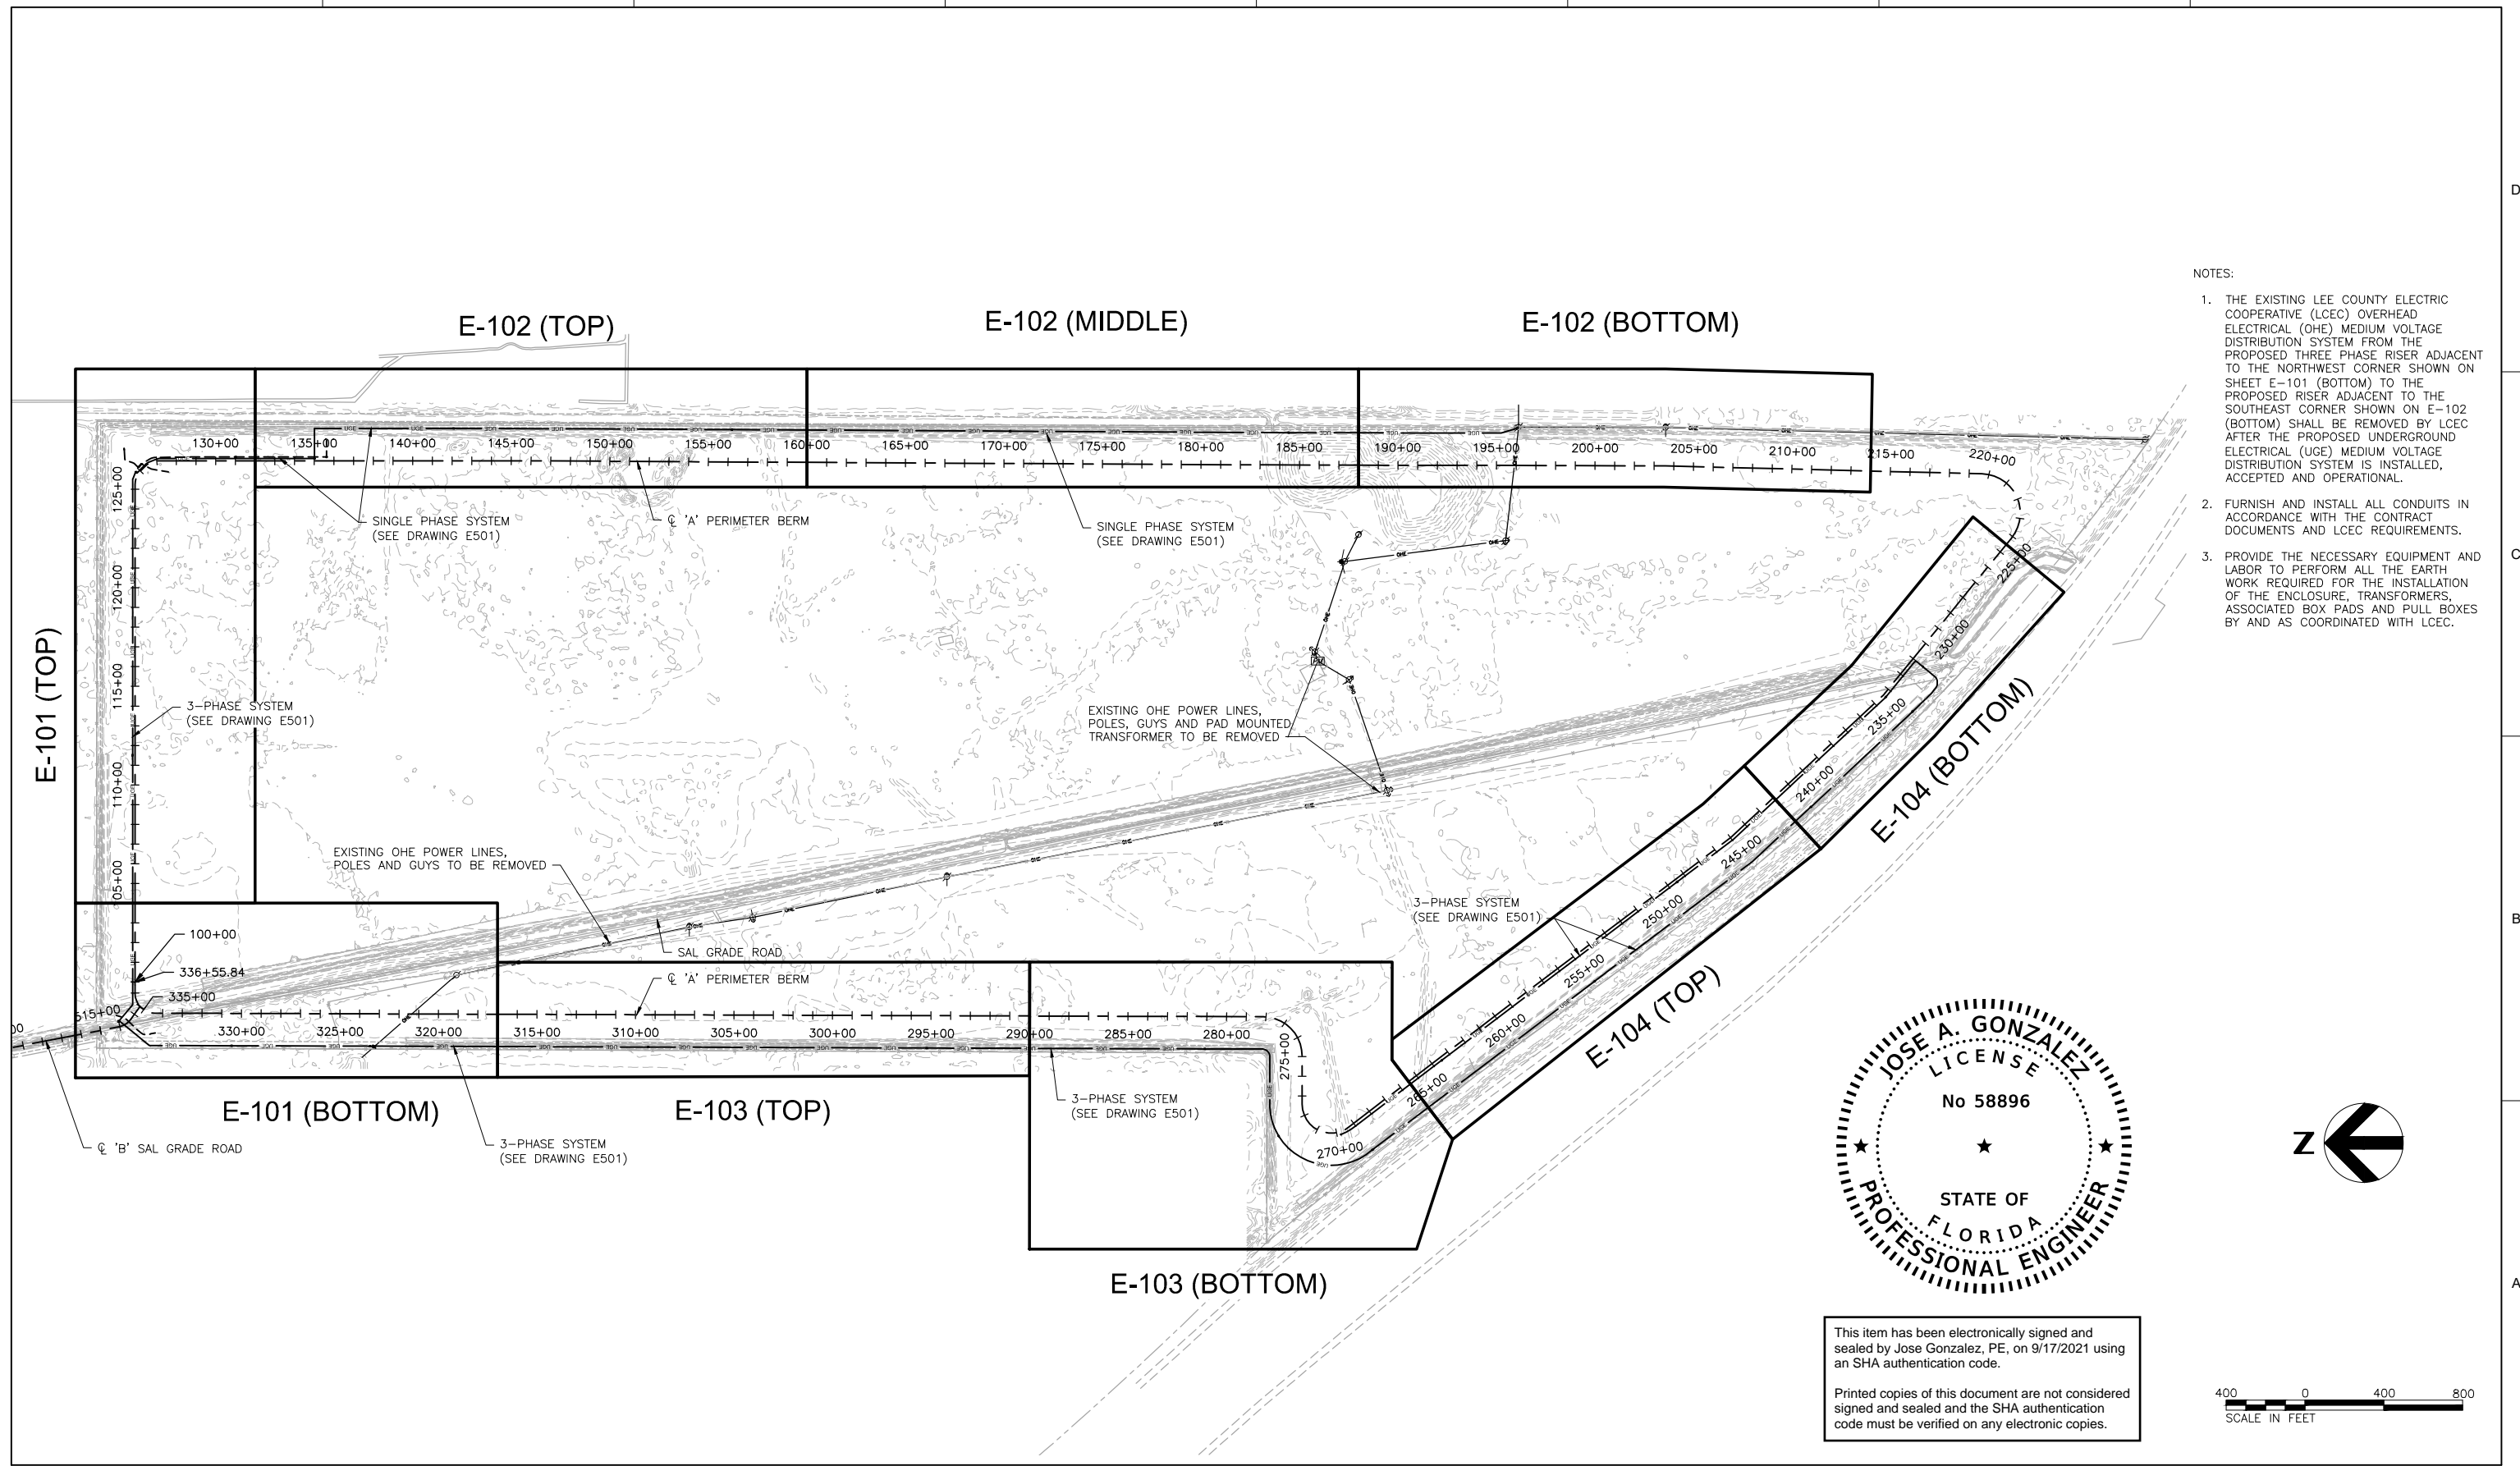 D
C
B
A
E-102 (TOP)
E-102 (MIDDLE)
E-102 (BOTTOM)
E-101 (TOP)
E-101 (BOTTOM)
E-103 (TOP)
E-103 (BOTTOM)
E-104 (TOP)
E-104 (BOTTOM)
130+00
135+00
140+00
145+00
150+00
155+00
160+00
165+00
170+00
175+00
180+00
185+00
190+00
195+00
200+00
205+00
210+00
215+00
220+00
225+00
230+00
235+00
240+00
245+00
250+00
255+00
260+00
265+00
270+00
275+00
280+00
285+00
290+00
295+00
300+00
305+00
310+00
315+00
320+00
325+00
330+00
335+00
336+55.84
100+00
105+00
110+00
115+00
120+00
125+00
515+00
00
SINGLE PHASE SYSTEM
(SEE DRAWING E501)
℄ 'A' PERIMETER BERM
SINGLE PHASE SYSTEM
(SEE DRAWING E501)
3-PHASE SYSTEM
(SEE DRAWING E501)
EXISTING OHE POWER LINES,
POLES, GUYS AND PAD MOUNTED
TRANSFORMER TO BE REMOVED
EXISTING OHE POWER LINES,
POLES AND GUYS TO BE REMOVED
SAL GRADE ROAD
℄ 'A' PERIMETER BERM
3-PHASE SYSTEM
(SEE DRAWING E501)
3-PHASE SYSTEM
(SEE DRAWING E501)
℄ 'B' SAL GRADE ROAD
3-PHASE SYSTEM
(SEE DRAWING E501)
UGE
OHE
NOTES:
1. THE EXISTING LEE COUNTY ELECTRIC
COOPERATIVE (LCEC) OVERHEAD
ELECTRICAL (OHE) MEDIUM VOLTAGE
DISTRIBUTION SYSTEM FROM THE
PROPOSED THREE PHASE RISER ADJACENT
TO THE NORTHWEST CORNER SHOWN ON
SHEET E-101 (BOTTOM) TO THE
PROPOSED RISER ADJACENT TO THE
SOUTHEAST CORNER SHOWN ON E-102
(BOTTOM) SHALL BE REMOVED BY LCEC
AFTER THE PROPOSED UNDERGROUND
ELECTRICAL (UGE) MEDIUM VOLTAGE
DISTRIBUTION SYSTEM IS INSTALLED,
ACCEPTED AND OPERATIONAL.
2. FURNISH AND INSTALL ALL CONDUITS IN
ACCORDANCE WITH THE CONTRACT
DOCUMENTS AND LCEC REQUIREMENTS.
3. PROVIDE THE NECESSARY EQUIPMENT AND
LABOR TO PERFORM ALL THE EARTH
WORK REQUIRED FOR THE INSTALLATION
OF THE ENCLOSURE, TRANSFORMERS,
ASSOCIATED BOX PADS AND PULL BOXES
BY AND AS COORDINATED WITH LCEC.
JOSE A. GONZALEZ
LICENSE
No 58896
STATE OF
FLORIDA
PROFESSIONAL ENGINEER
N
This item has been electronically signed and
sealed by Jose Gonzalez, PE, on 9/17/2021 using
an SHA authentication code.
Printed copies of this document are not considered
signed and sealed and the SHA authentication
code must be verified on any electronic copies.
400 0 400 800
SCALE IN FEET